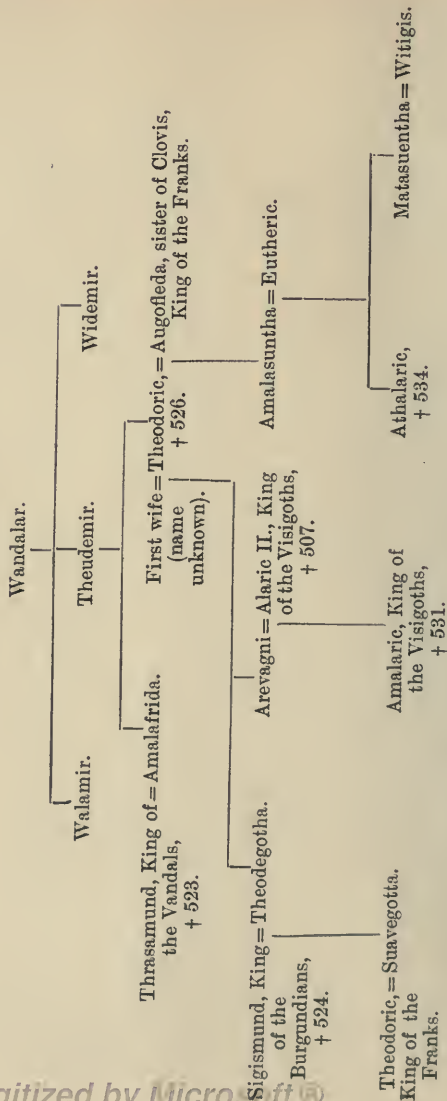 Wandalar.
Walamir. Theudemir. Widemir.
Thrasamund, King of = Amalafrida.
the Vandals,
+ 523.
First wife = Theodoric, = Augofleda, sister of Clovis,
(name + 526. King of the Franks.
unknown).
Sigismund, King = Theodegotha.
of the
Burgundians,
+ 524.
Arevagni = Alaric II., King
of the Visigoths,
+ 507.
Amalasuntha = Eutheric.
Theodoric, = Suavegotta.
King of the
Franks.
Amalaric, King of
the Visigoths,
+ 531.
Athalaric,
+ 534.
Matasuentha = Witigis.
Digitized by Microsoft ®